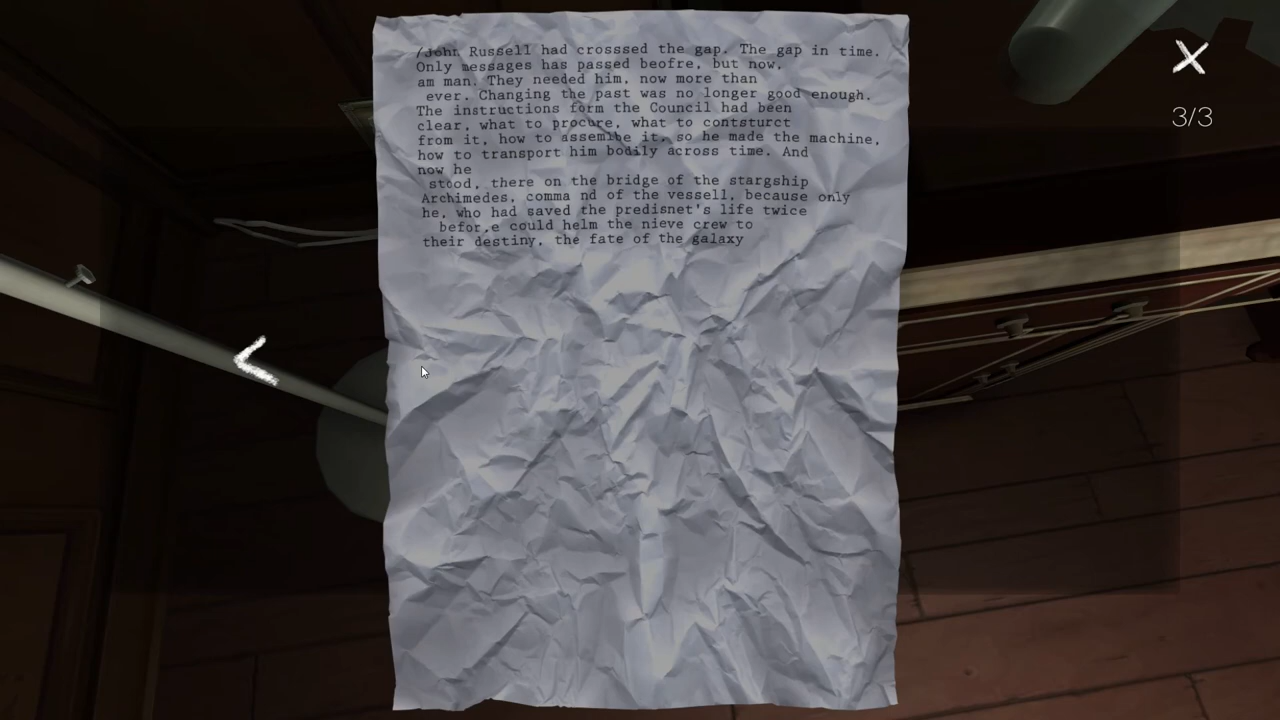 /John Russell had crosssed the gap. The gap in time.
Only messages has passed beofre, but now,
am man. They needed him, now more than
ever. Changing the past was no longer good enough.
The instructions form the Council had been
clear, what to procure, what to contsturct
from it, how to assemlbe it, so he made the machine,
how to transport him bodily across time. And
now he
stood, there on the bridge of the stargship
Archimedes, comma nd of the vessell, because only
he, who had saved the predisnet's life twice
befor,e could helm the nieve crew to
their destiny, the fate of the galaxy
3/3